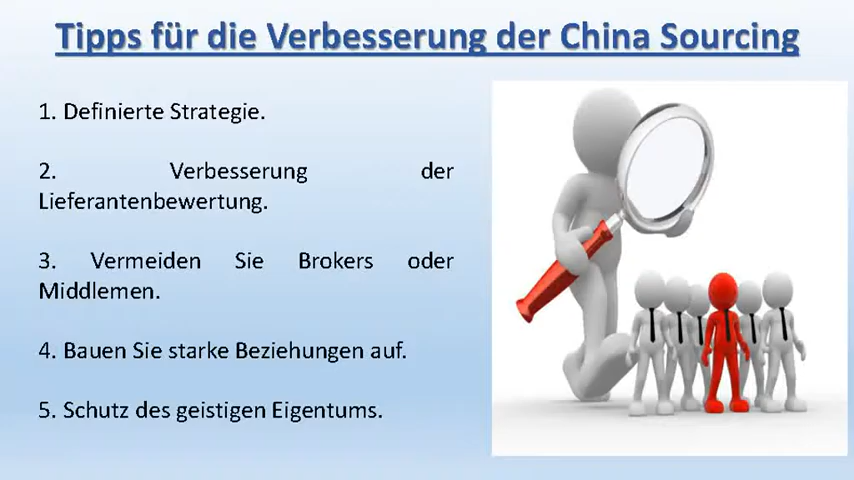 Tipps für die Verbesserung der China Sourcing
1. Definierte Strategie.
2. Verbesserung der
Lieferantenbewertung.
3. Vermeiden Sie Brokers oder
Middlemen.
4. Bauen Sie starke Beziehungen auf.
5. Schutz des geistigen Eigentums.